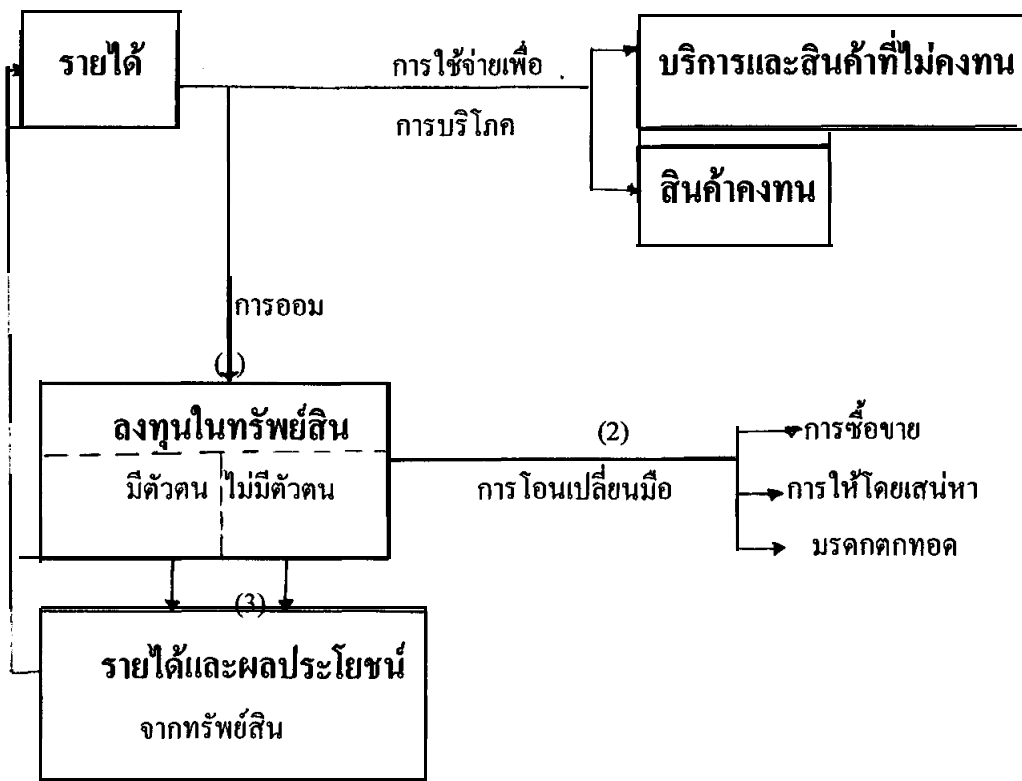 รายได้
การใช้จ่ายเพื่อ
การบริโภค
บริการและสินค้าที่ไม่คงทน
สินค้าคงทน
การออม
(1)
ลงทุนในทรัพย์สิน
มีตัวตน ไม่มีตัวตน
(2)
การโอนเปลี่ยนมือ
การซื้อขาย
การให้โดยเสน่หา
มรดกตกทอด
(3)
รายได้และผลประโยชน์
จากทรัพย์สิน